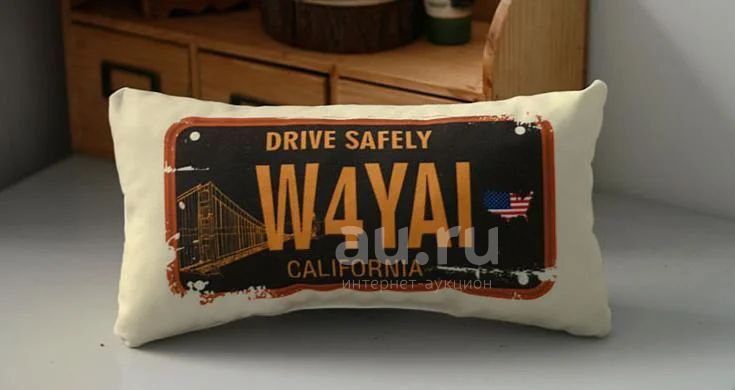 DRIVE SAFELY
W4YAI
CALIFORNIA
au.ru
интернет-аукцион